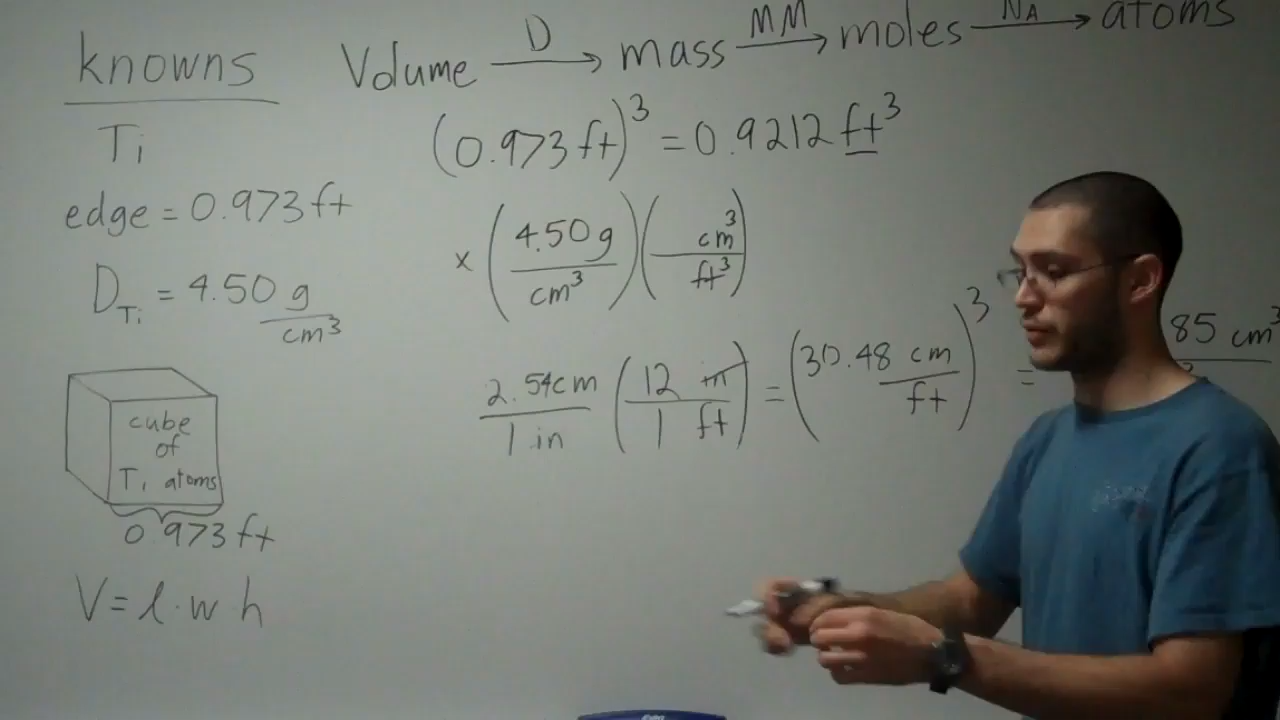 knowns
Volume D → mass MM → moles NA → atoms
Ti
(0.973 ft)³ = 0.9212 ft³
edge = 0.973 ft
× (4.50 g / cm³) (cm³ / ft³)
D_Ti = 4.50 g / cm³
2.54 cm / 1 in (12 in / 1 ft) = (30.48 cm / ft)³ = 85 cm³
cube
of
Ti atoms
0.973 ft
V = l · w h